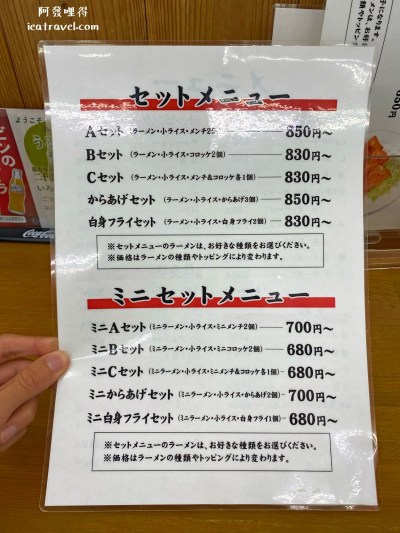 阿發哩得
icatravel.com
セットメニュー
Aセット (ラーメン・小ライス・メンチ2個) 850円〜
Bセット (ラーメン・小ライス・コロッケ2個) 830円〜
Cセット (ラーメン・小ライス・メンチ&コロッケ各1個) 830円〜
からあげセット (ラーメン・小ライス・からあげ3個) 850円〜
白身フライセット (ラーメン・小ライス・白身フライ2個) 830円〜
※セットメニューのラーメンは、お好きな種類をお選びください。
※価格はラーメンの種類やトッピングにより変わります。
ミニセットメニュー
ミニAセット (ミニラーメン・小ライス・ミニメンチ2個) 700円〜
ミニBセット (ミニラーメン・小ライス・ミニコロッケ2個) 680円〜
ミニCセット (ミニラーメン・小ライス・ミニメンチ&コロッケ各1個) 680円〜
ミニからあげセット (ミニラーメン・小ライス・からあげ2個) 700円〜
ミニ白身フライセット (ミニラーメン・小ライス・白身フライ1個) 680円〜
※セットメニューのラーメンは、お好きな種類をお選びください。
※価格はラーメンの種類やトッピングにより変わります。
ようこそ
Coca-Cola